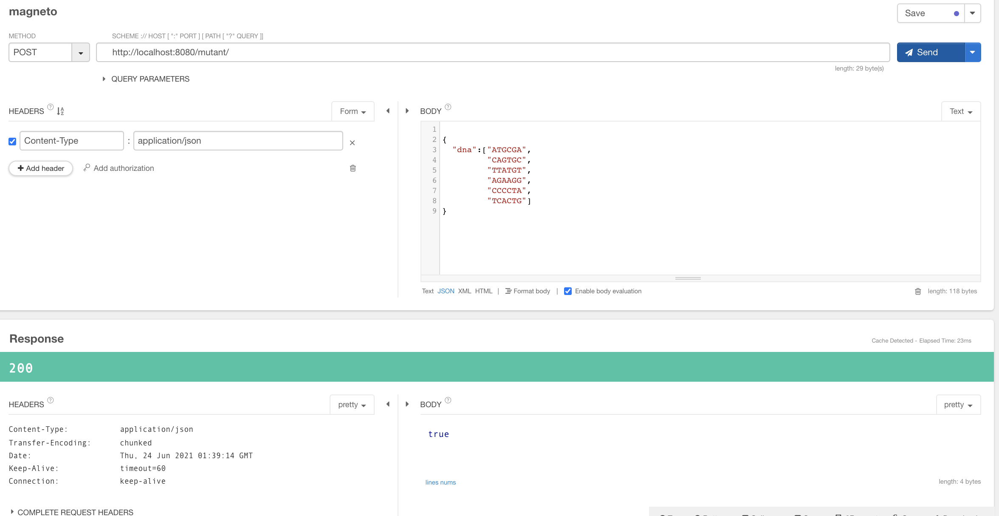 magneto
Save
METHOD
SCHEME :// HOST [ ":" PORT ] [ PATH [ "?" QUERY ]]
POST
http://localhost:8080/mutant/
Send
length: 29 byte(s)
QUERY PARAMETERS
HEADERS ? AZ
Form
Content-Type : application/json
Add header
Add authorization
BODY ?
Text
1
2 {
3 "dna":["ATGCGA",
4 "CAGTGC",
5 "TTATGT",
6 "AGAAGG",
7 "CCCCTA",
8 "TCACTG"]
9 }
Text JSON XML HTML | Format body | Enable body evaluation
length: 118 bytes
Response
Cache Detected - Elapsed Time: 23ms
200
HEADERS ?
pretty
Content-Type: application/json
Transfer-Encoding: chunked
Date: Thu, 24 Jun 2021 01:39:14 GMT
Keep-Alive: timeout=60
Connection: keep-alive
COMPLETE REQUEST HEADERS
BODY ?
pretty
true
lines nums
length: 4 bytes